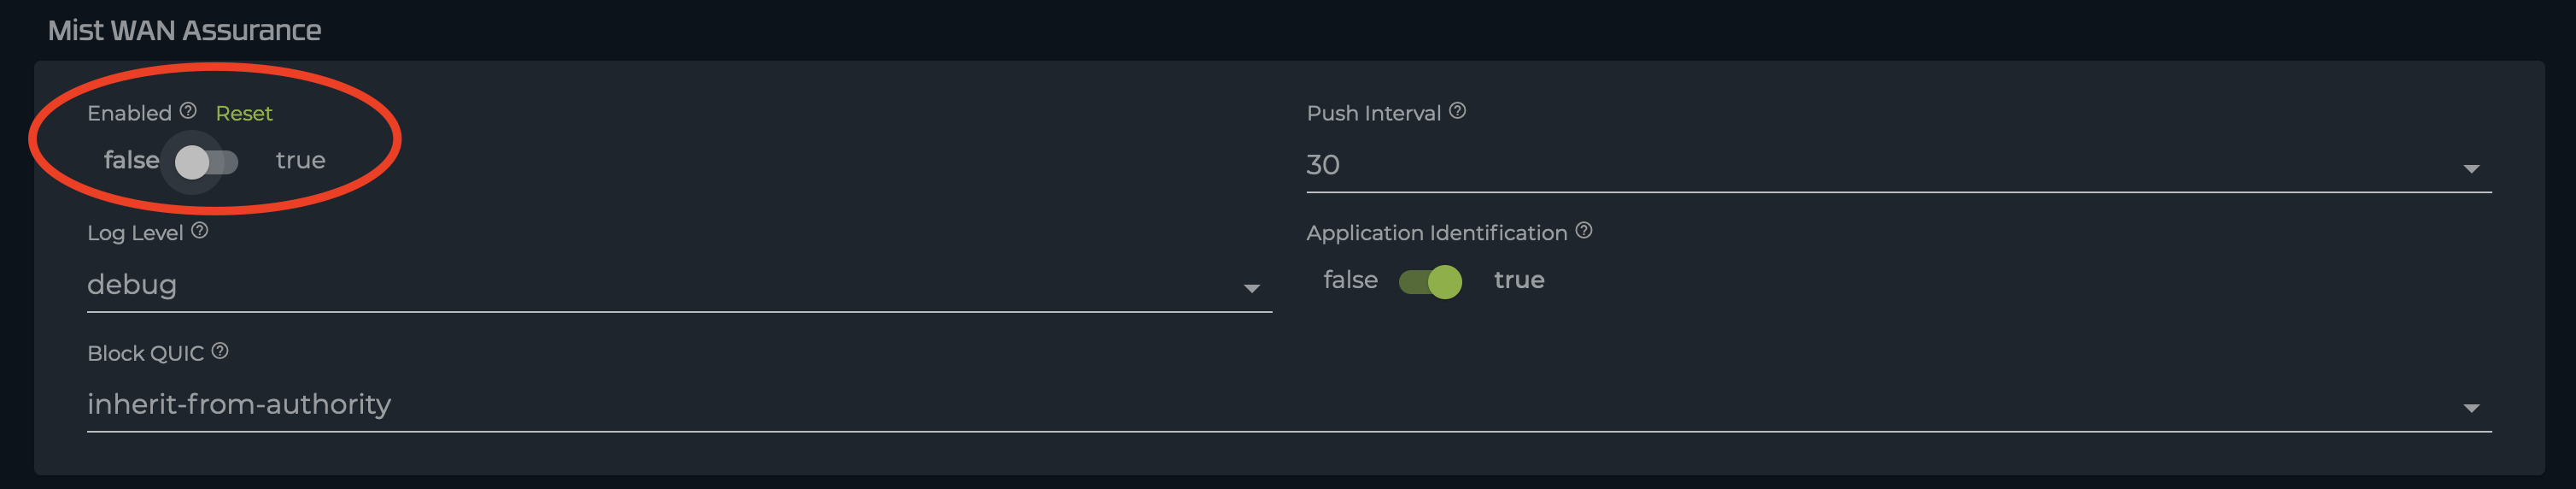 Mist WAN Assurance
Enabled ? Reset
false true
Push Interval ?
30
Log Level ?
debug
Application Identification ?
false true
Block QUIC ?
inherit-from-authority